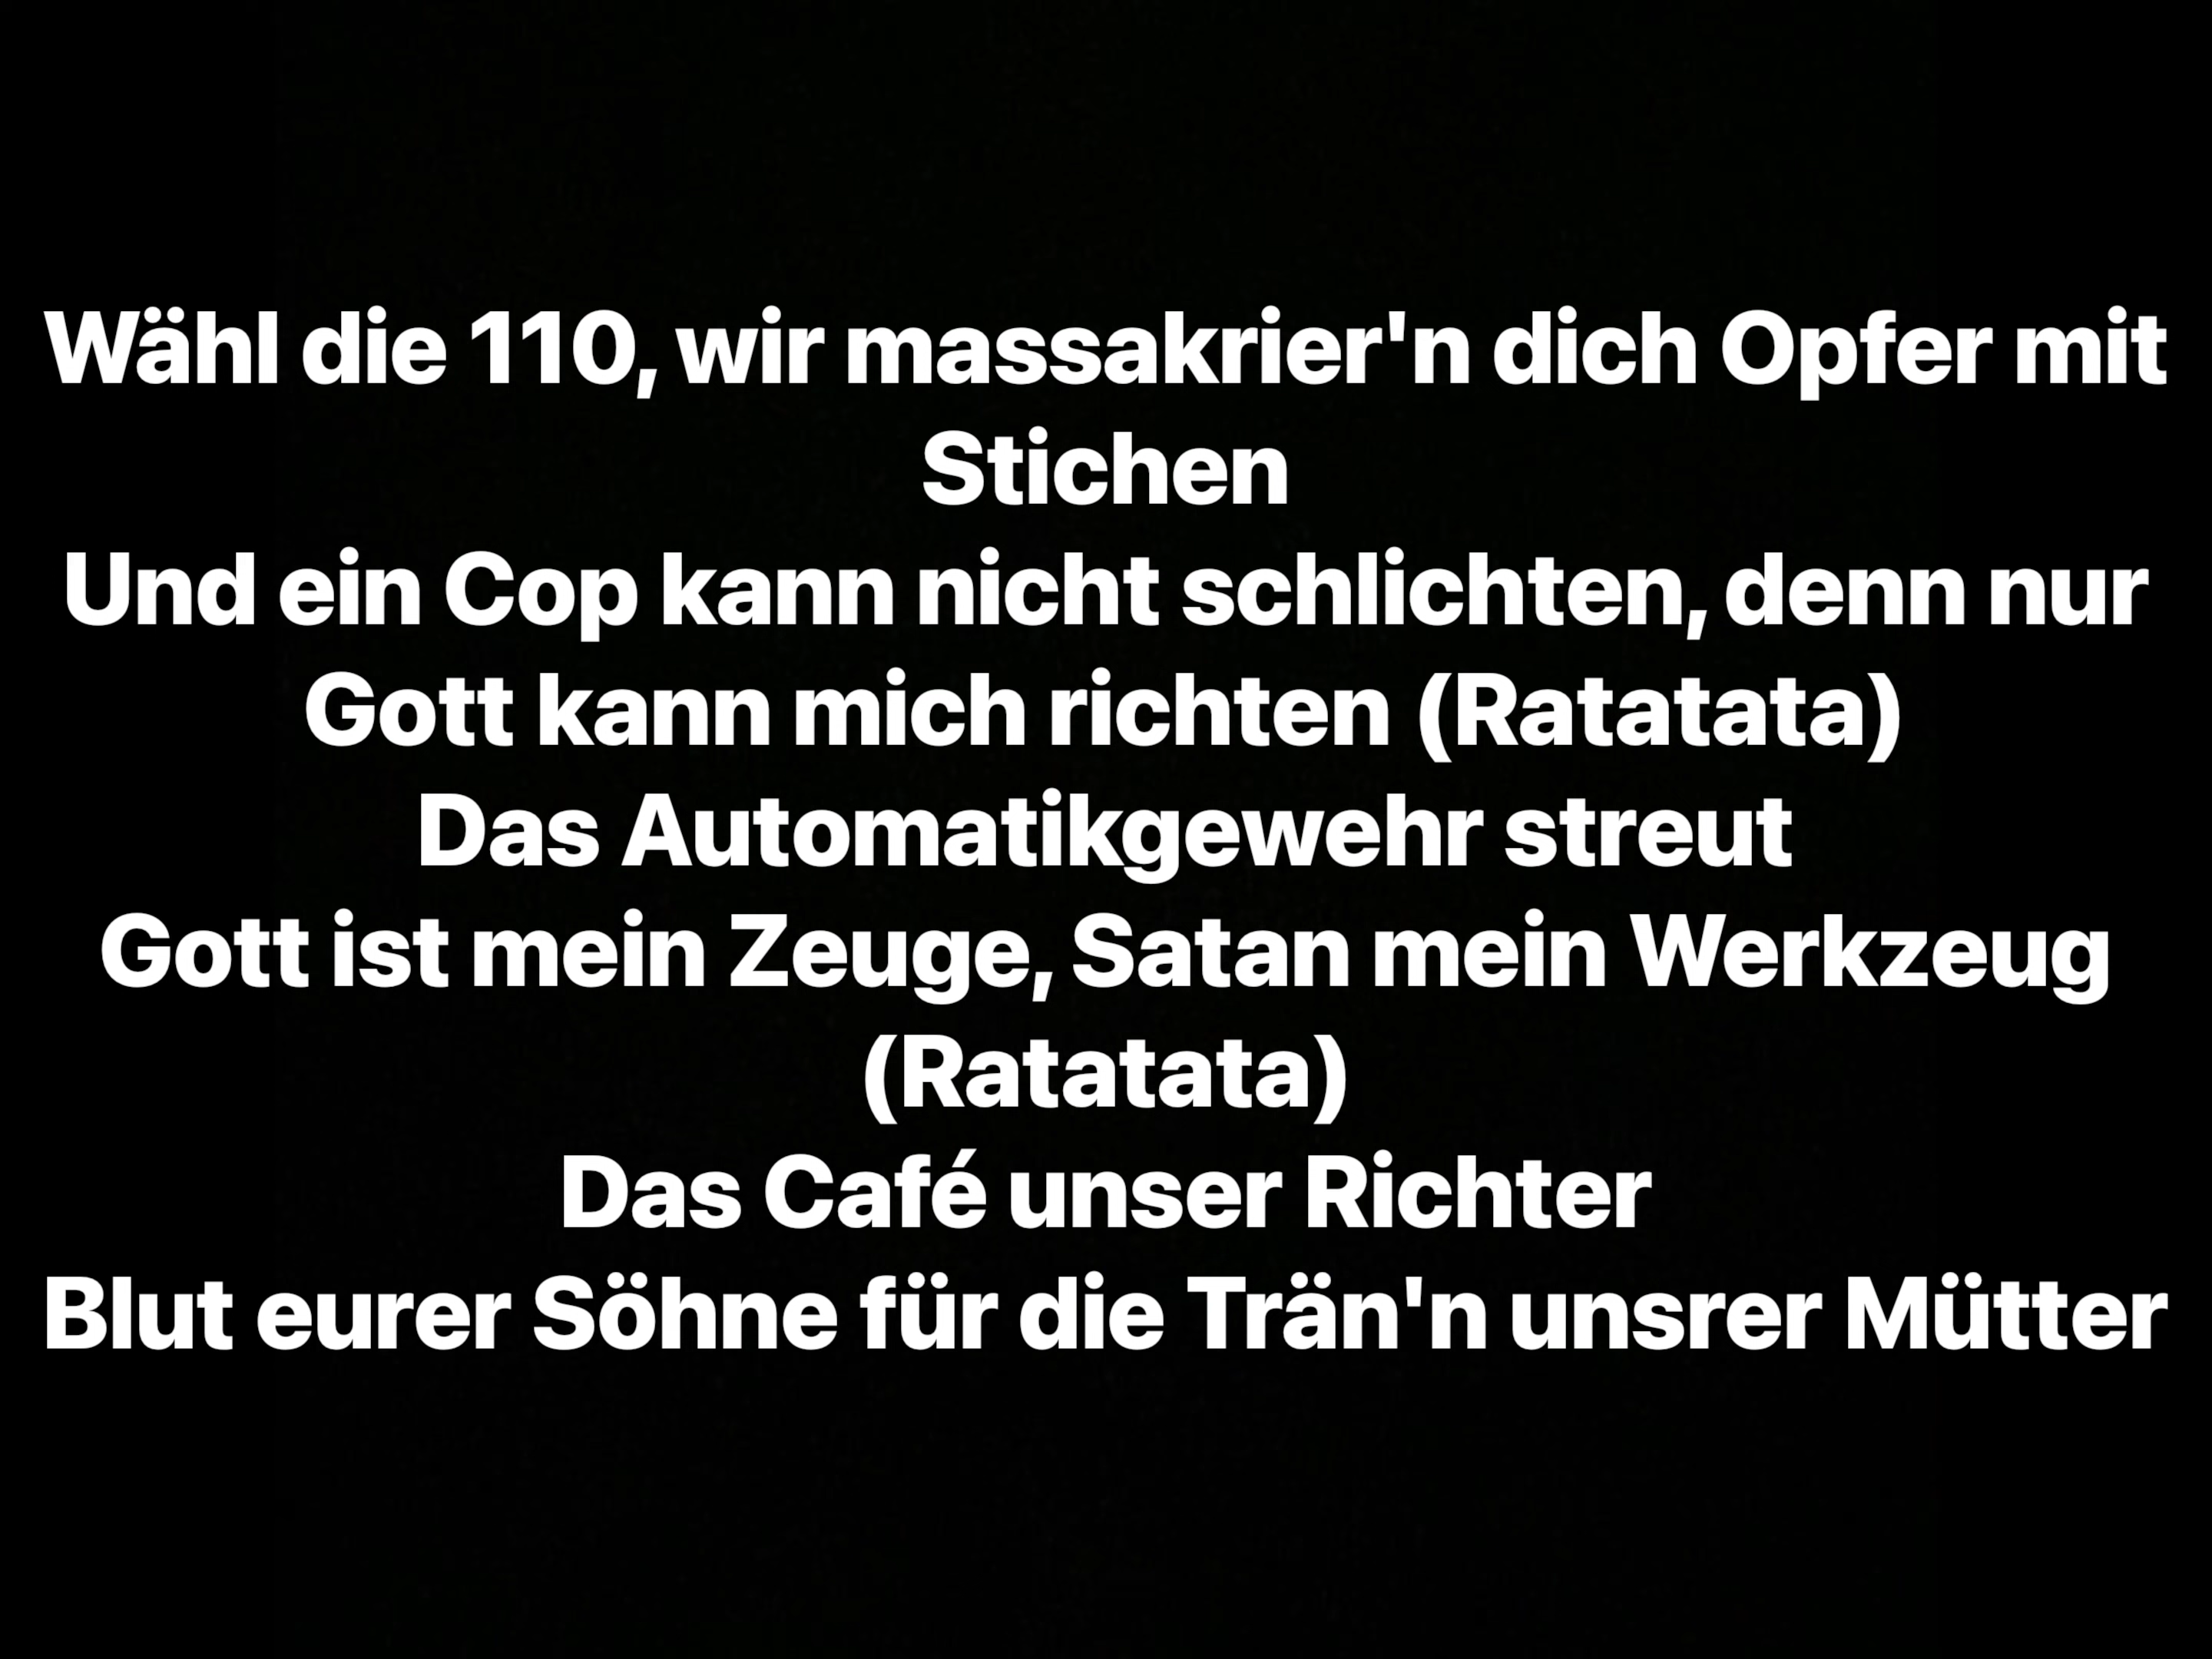 Wähl die 110, wir massakrier'n dich Opfer mit
Stichen
Und ein Cop kann nicht schlichten, denn nur
Gott kann mich richten (Ratatata)
Das Automatikgewehr streut
Gott ist mein Zeuge, Satan mein Werkzeug
(Ratatata)
Das Café unser Richter
Blut eurer Söhne für die Trän'n unsrer Mütter